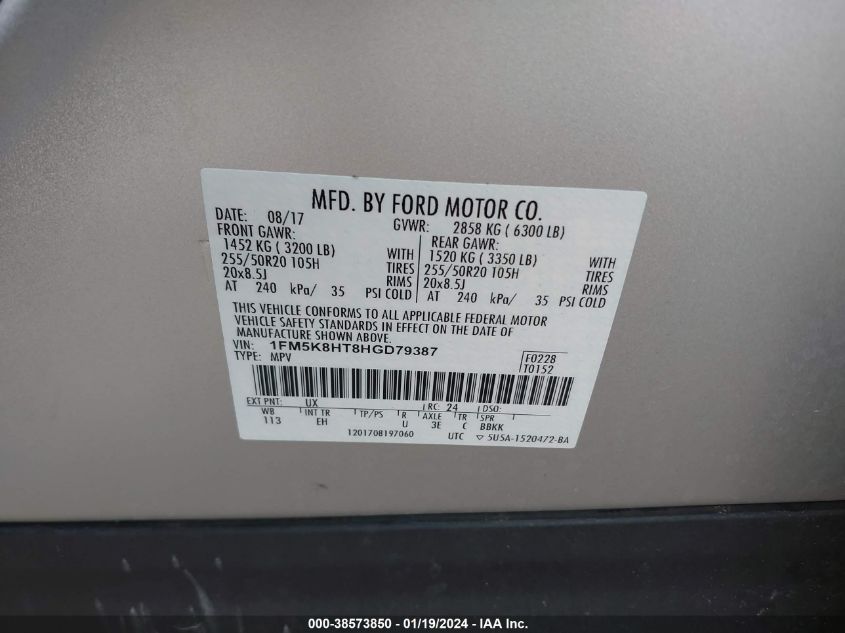 MFD. BY FORD MOTOR CO.
DATE: 08/17 GVWR: 2858 KG ( 6300 LB)
FRONT GAWR: REAR GAWR:
1452 KG ( 3200 LB) WITH 1520 KG ( 3350 LB) WITH
255/50R20 105H TIRES 255/50R20 105H TIRES
20x8.5J RIMS 20x8.5J RIMS
AT 240 kPa/ 35 PSI COLD AT 240 kPa/ 35 PSI COLD
THIS VEHICLE CONFORMS TO ALL APPLICABLE FEDERAL MOTOR
VEHICLE SAFETY STANDARDS IN EFFECT ON THE DATE OF
MANUFACTURE SHOWN ABOVE.
VIN: 1FM5K8HT8HGD79387
TYPE: MPV
F0228
T0152
EXT PNT: UX RC: 24 DSO:
WB INT TR TP/PS R AXLE TR SPR
113 EH U 3E C BBKK
1201708197060 UTC ▽ 5U5A-1520472-BA
000-38573850 / 01/19/2024 / IAA Inc.